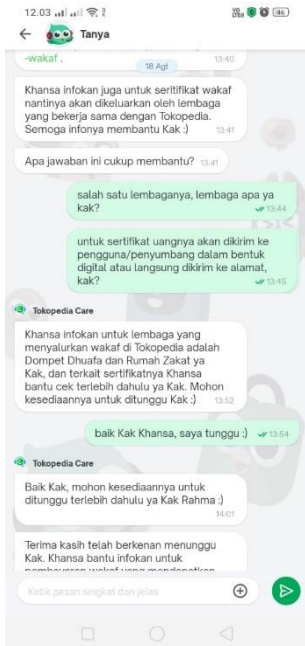 12.03
46
Tanya
-wakaf.
13:40
18 Agt
Khansa infokan juga untuk seritifikat wakaf
nantinya akan dikeluarkan oleh lembaga
yang bekerja sama dengan Tokopedia.
Semoga infonya membantu Kak :)
13:41
Apa jawaban ini cukup membantu?
13:41
salah satu lembaganya, lembaga apa ya
kak?
13:44
untuk sertifikat uangnya akan dikirim ke
pengguna/penyumbang dalam bentuk
digital atau langsung dikirim ke alamat,
kak?
13:45
Tokopedia Care
Khansa infokan untuk lembaga yang
menyalurkan wakaf di Tokopedia adalah
Dompet Dhuafa dan Rumah Zakat ya
Kak, dan terkait sertifikatnya Khansa
bantu cek terlebih dahulu ya Kak. Mohon
kesediaannya untuk ditunggu Kak :)
13:52
baik Kak Khansa, saya tunggu :)
13:54
Tokopedia Care
Baik Kak, mohon kesediaannya untuk
ditunggu terlebih dahulu ya Kak Rahma :)
14:01
Terima kasih telah berkenan menunggu
Kak. Khansa bantu infokan untuk
pembayaran wakaf yang mendapatkan
Ketik pesan singkat dan jelas